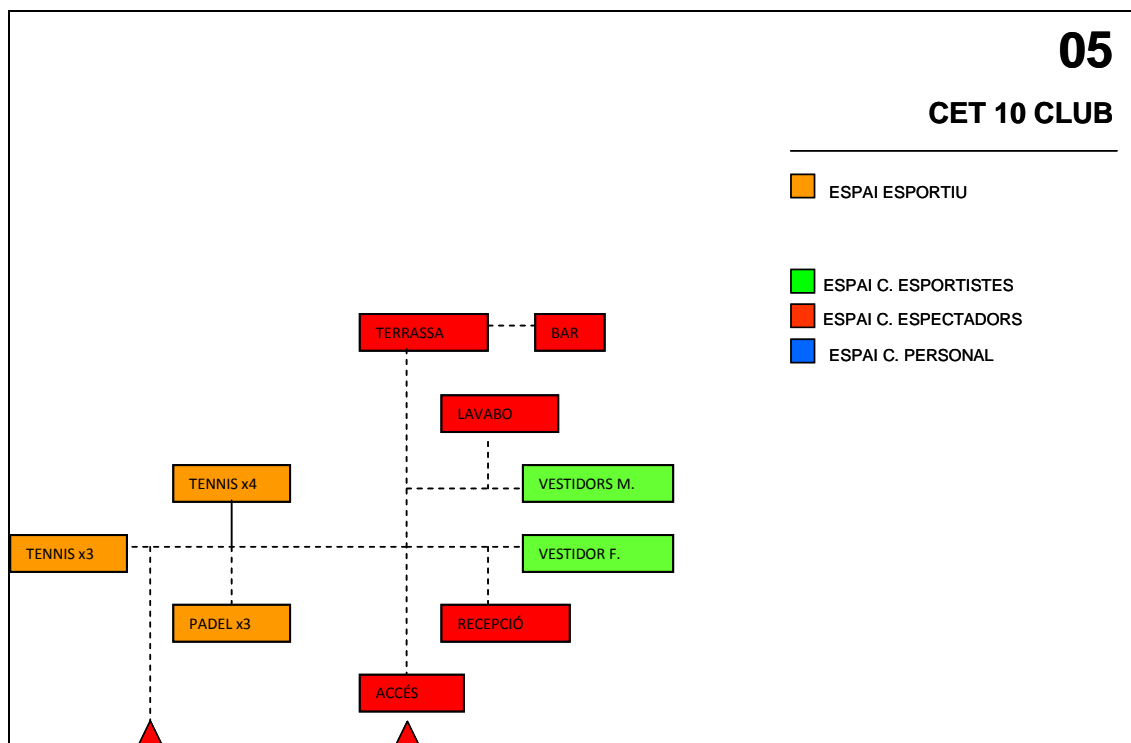 05
CET 10 CLUB
ESPAI ESPORTIU
ESPAI C. ESPORTISTES
ESPAI C. ESPECTADORS
ESPAI C. PERSONAL
TERRASSA
BAR
LAVABO
TENNIS x4
VESTIDORS M.
TENNIS x3
VESTIDOR F.
PADEL x3
RECEPCIÓ
ACCÉS